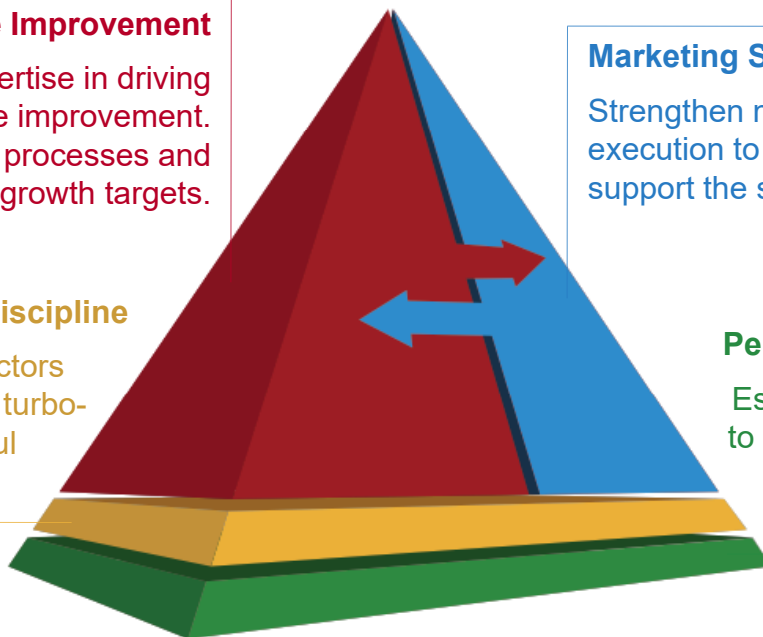 e Improvement
ertise in driving
e improvement.
processes and
growth targets.
Marketing S
Strengthen
execution to
support the s
iscipline
ctors
turbo-
ul
Pe
Es
to